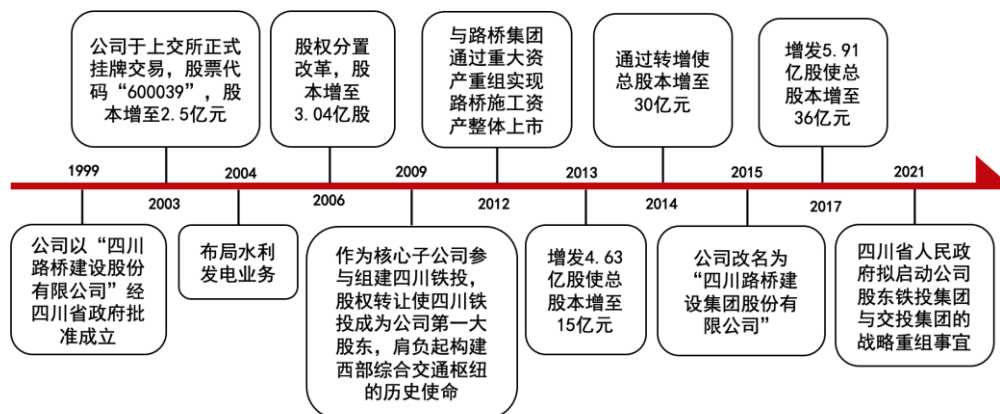 公司于上交所正式
挂牌交易，股票代
码“600039”，股
本增至2.5亿元
股权分置
改革，股
本增至
3.04亿股
与路桥集团
通过重大资
产重组实现
路桥施工资
产整体上市
通过转增使
总股本增至
30亿元
增发5.91
亿股使总
股本增至
36亿元
1999
2003
2004
2006
2009
2012
2013
2014
2015
2017
2021
公司以“四川
路桥建设股份
有限公司”经
四川省政府批
准成立
布局水利
发电业务
作为核心子公司参
与组建四川铁投，
股权转让使四川铁
投成为公司第一大
股东，肩负起构建
西部综合交通枢纽
的历史使命
增发4.63
亿股使总
股本增至
15亿元
公司改名为
“四川路桥建
设集团股份有
限公司”
四川省人民政
府拟启动公司
股东铁投集团
与交投集团的
战略重组事宜